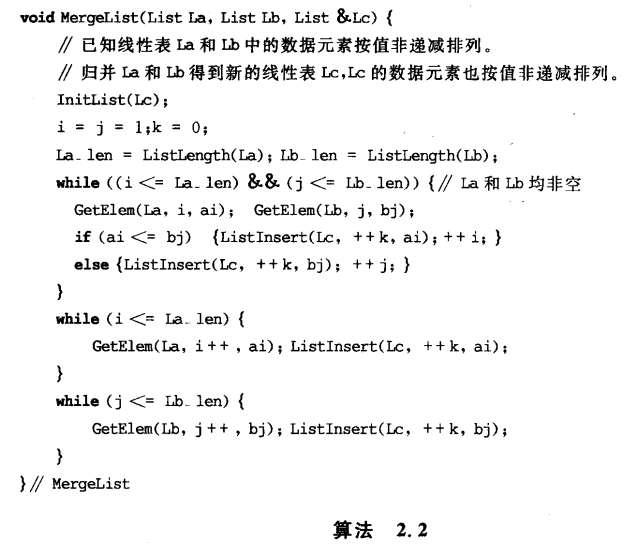 void MergeList(List La, List Lb, List &Lc) {
// 已知线性表 La 和 Lb 中的数据元素按值非递减排列。
// 归并 La 和 Lb 得到新的线性表 Lc,Lc 的数据元素也按值非递减排列。
InitList(Lc);
i = j = 1;k = 0;
La_len = ListLength(La); Lb_len = ListLength(Lb);
while ((i <= La_len) && (j <= Lb_len)) {// La 和 Lb 均非空
GetElem(La, i, ai); GetElem(Lb, j, bj);
if (ai <= bj) {ListInsert(Lc, ++k, ai); ++i; }
else {ListInsert(Lc, ++k, bj); ++j; }
}
while (i <= La_len) {
GetElem(La, i++, ai); ListInsert(Lc, ++k, ai);
}
while (j <= Lb_len) {
GetElem(Lb, j++, bj); ListInsert(Lc, ++k, bj);
}
}// MergeList
算法 2.2